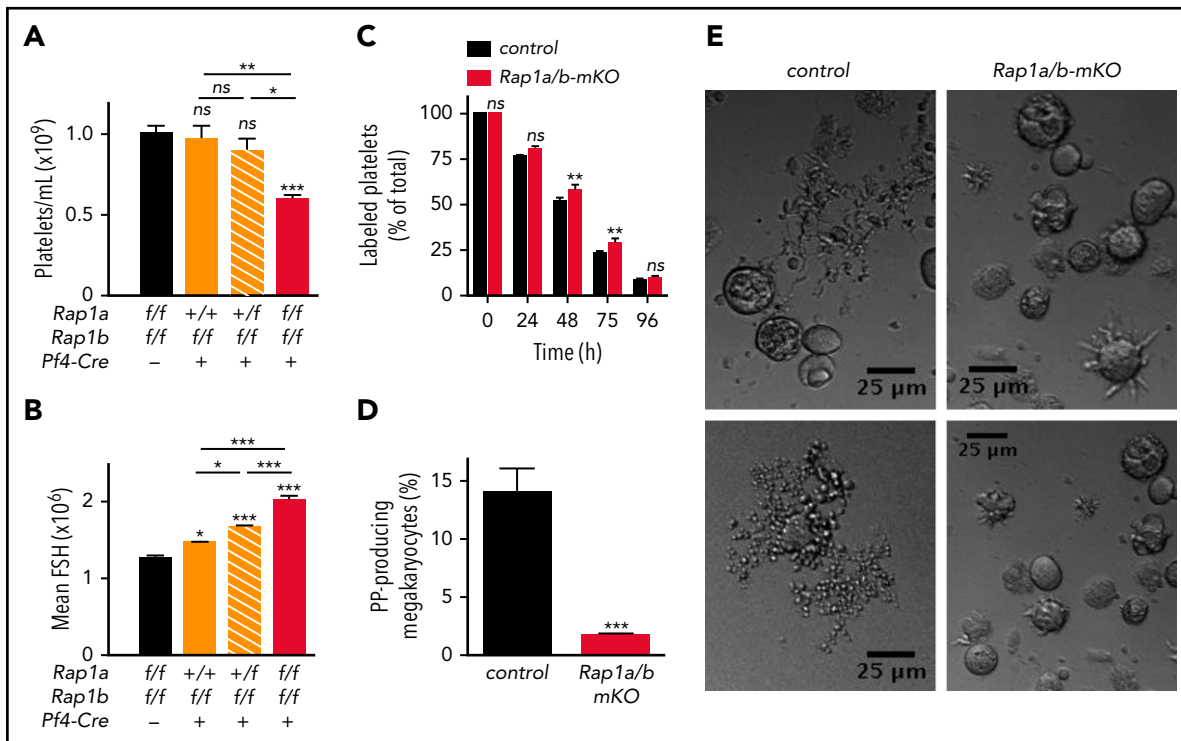 A
Platelets/mL (x10⁹)
1.0
0.5
0
**
ns
*
ns
ns
***
Rap1a f/f +/+ +/f f/f
Rap1b f/f f/f f/f f/f
Pf4-Cre – + + +
B
Mean FSH (x10⁶)
2
1
0
***
*
***
*
***
***
Rap1a f/f +/+ +/f f/f
Rap1b f/f f/f f/f f/f
Pf4-Cre – + + +
C
control
Rap1a/b-mKO
Labeled platelets
(% of total)
100
75
50
25
0
ns
ns
**
**
ns
0 24 48 75 96
Time (h)
D
PP-producing
megakaryocytes (%)
15
10
5
0
***
control
Rap1a/b
mKO
E
control
Rap1a/b-mKO
25 µm
25 µm
25 µm
25 µm